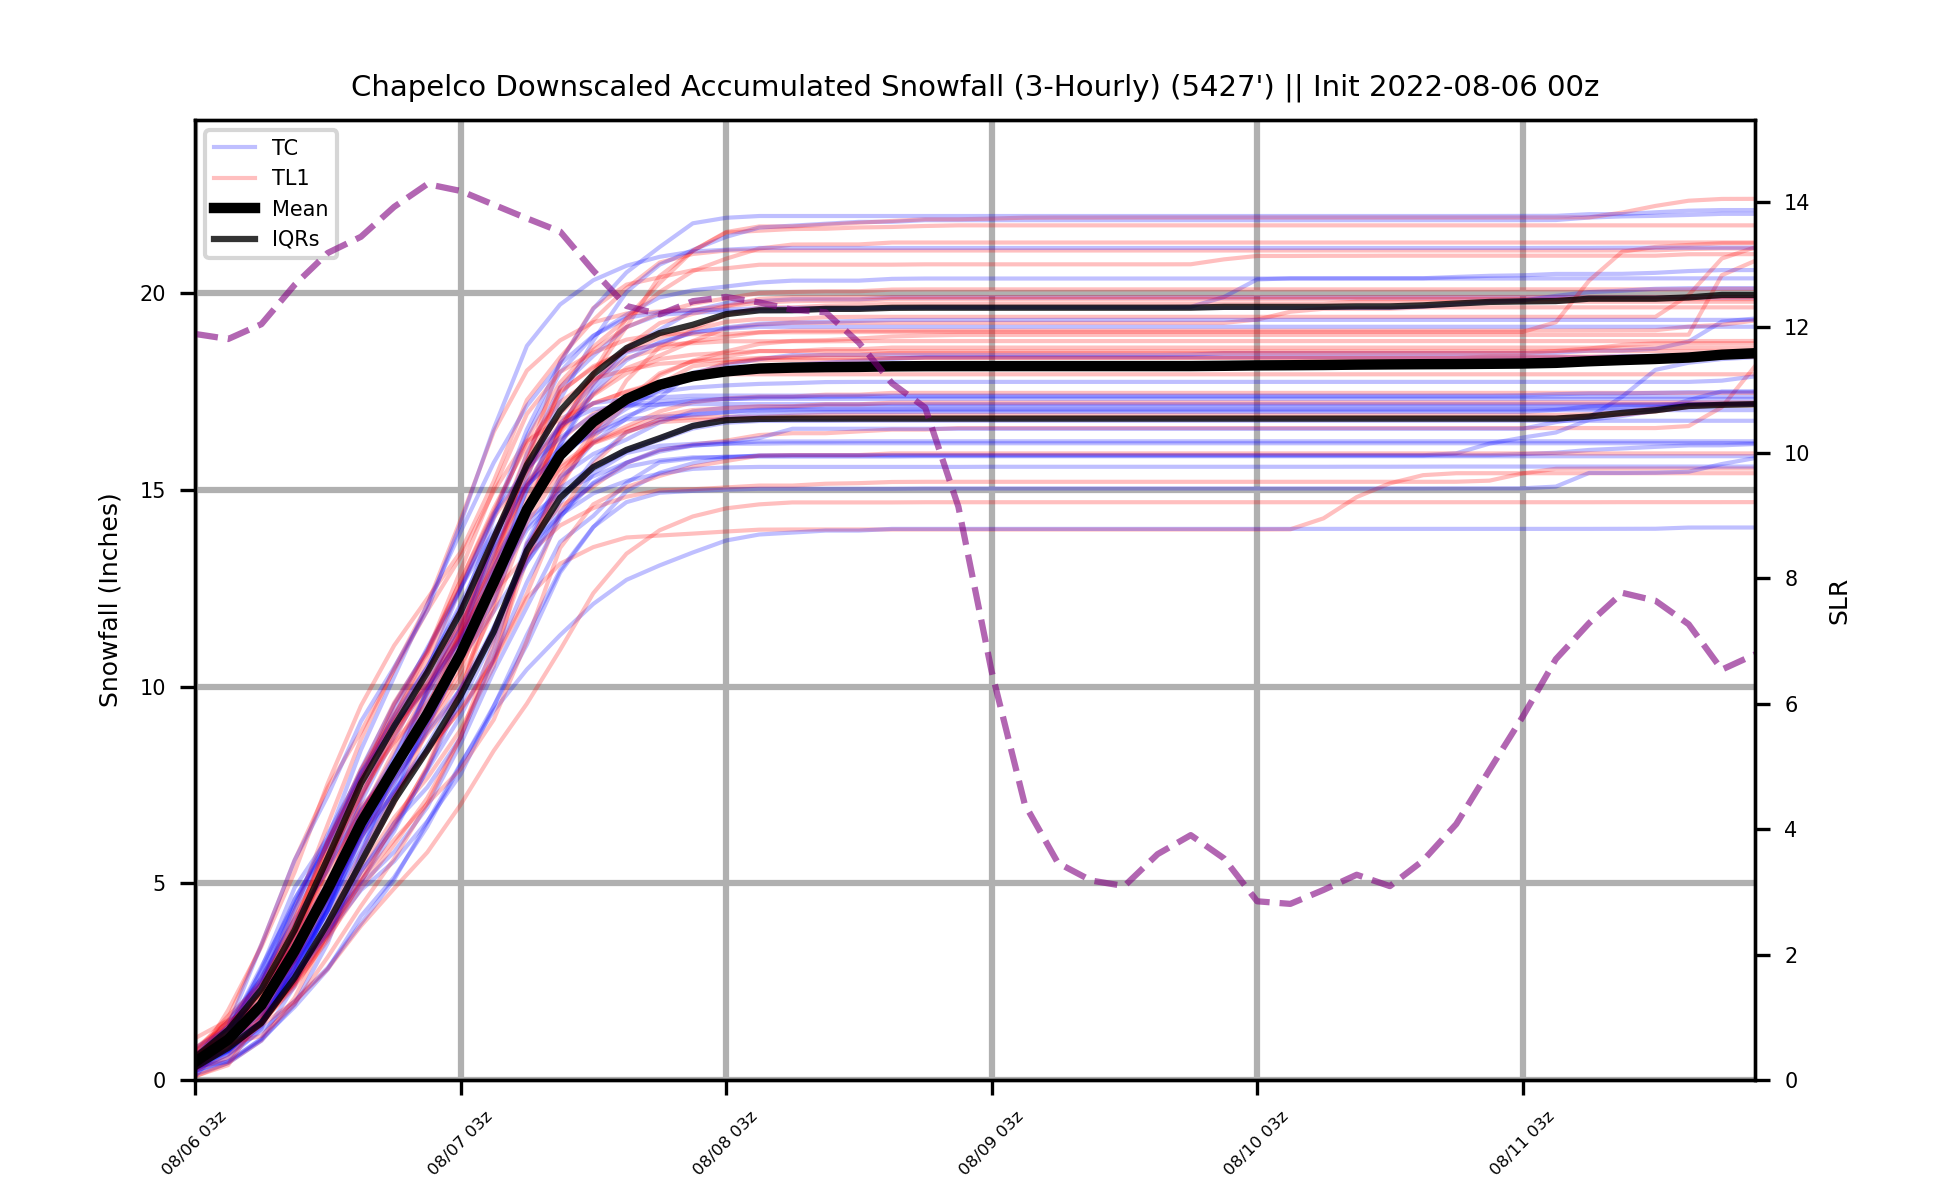 Chapelco Downscaled Accumulated Snowfall (3-Hourly) (5427') || Init 2022-08-06 00z
TC
TL1
Mean
IQRs
Snowfall (Inches)
20
15
10
5
0
SLR
14
12
10
8
6
4
2
0
08/06 03z
08/07 03z
08/08 03z
08/09 03z
08/10 03z
08/11 03z